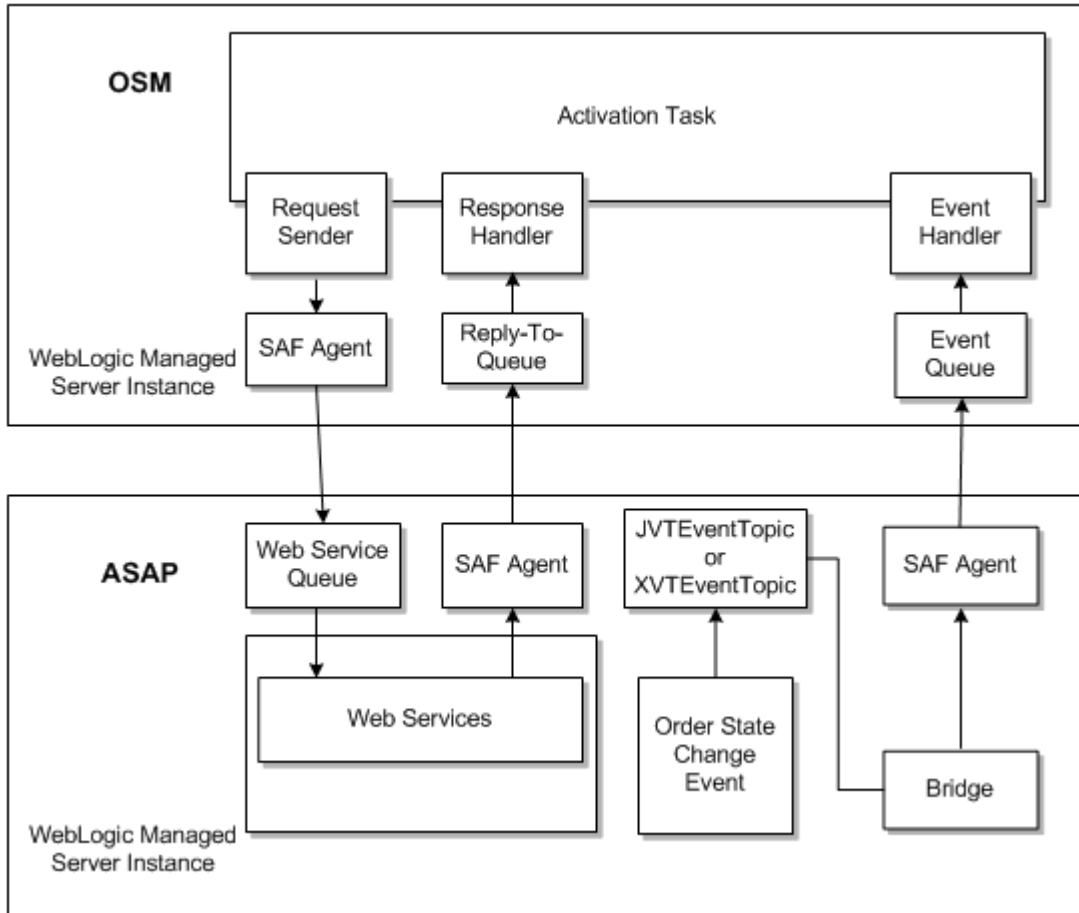 OSM
Activation Task
Request
Sender
Response
Handler
Event
Handler
SAF Agent
Reply-To-
Queue
Event
Queue
WebLogic Managed
Server Instance
ASAP
Web Service
Queue
SAF Agent
JVTEventTopic
or
XVTEventTopic
SAF Agent
Web Services
Order State
Change
Event
Bridge
WebLogic Managed
Server Instance